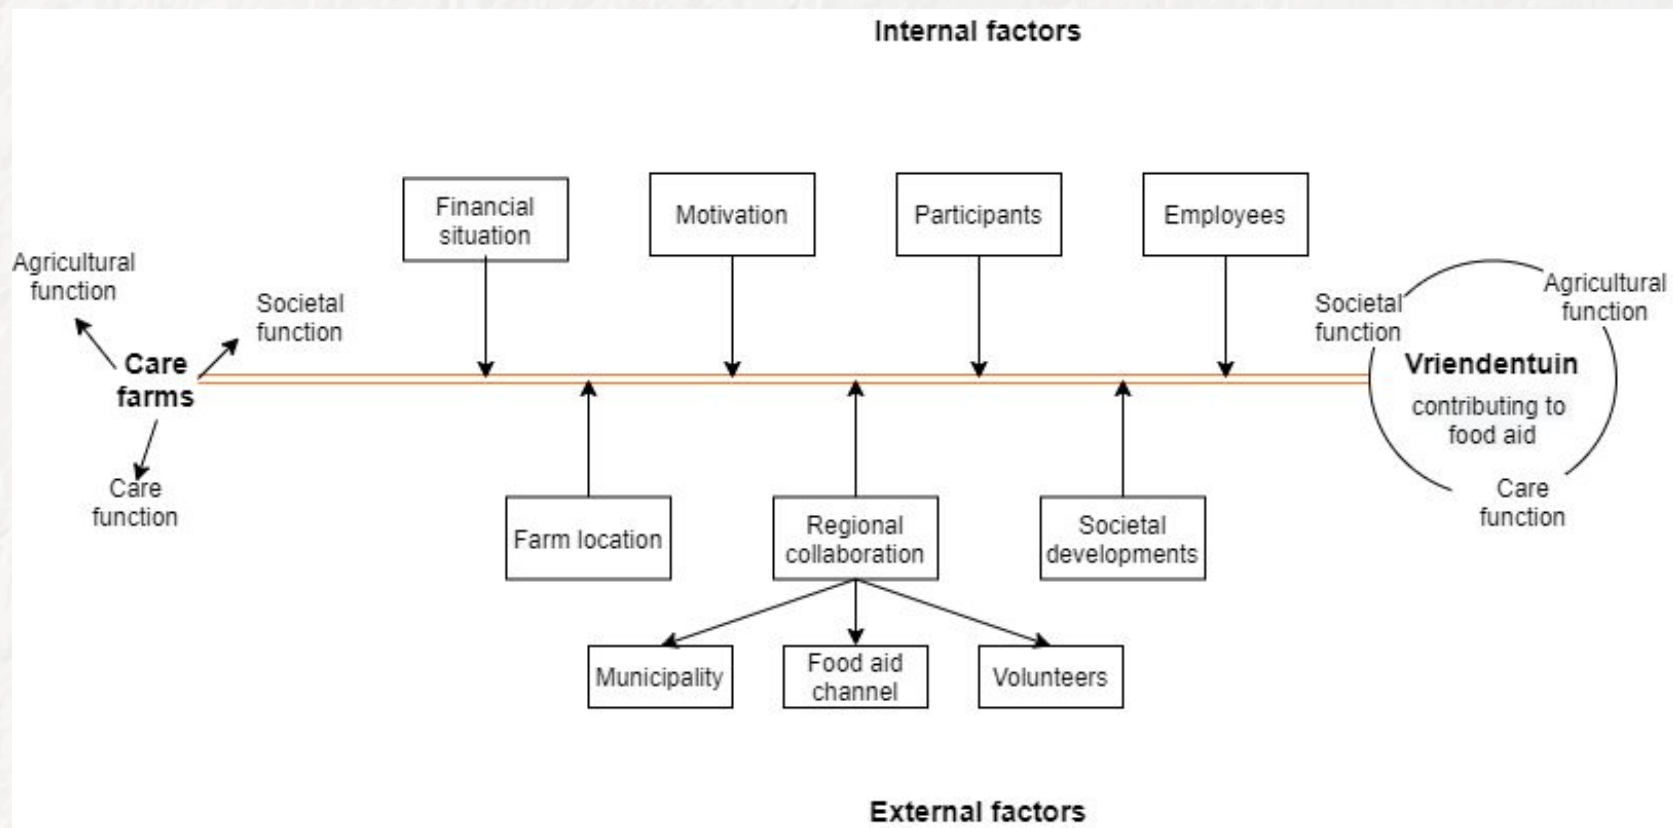 Internal factors
Financial
situation
Motivation
Participants
Employees
Agricultural
function
Societal
function
Care
farms
Care
function
Societal
function
Agricultural
function
Vriendentuin
contributing to
food aid
Care
function
Farm location
Regional
collaboration
Societal
developments
Municipality
Food aid
channel
Volunteers
External factors